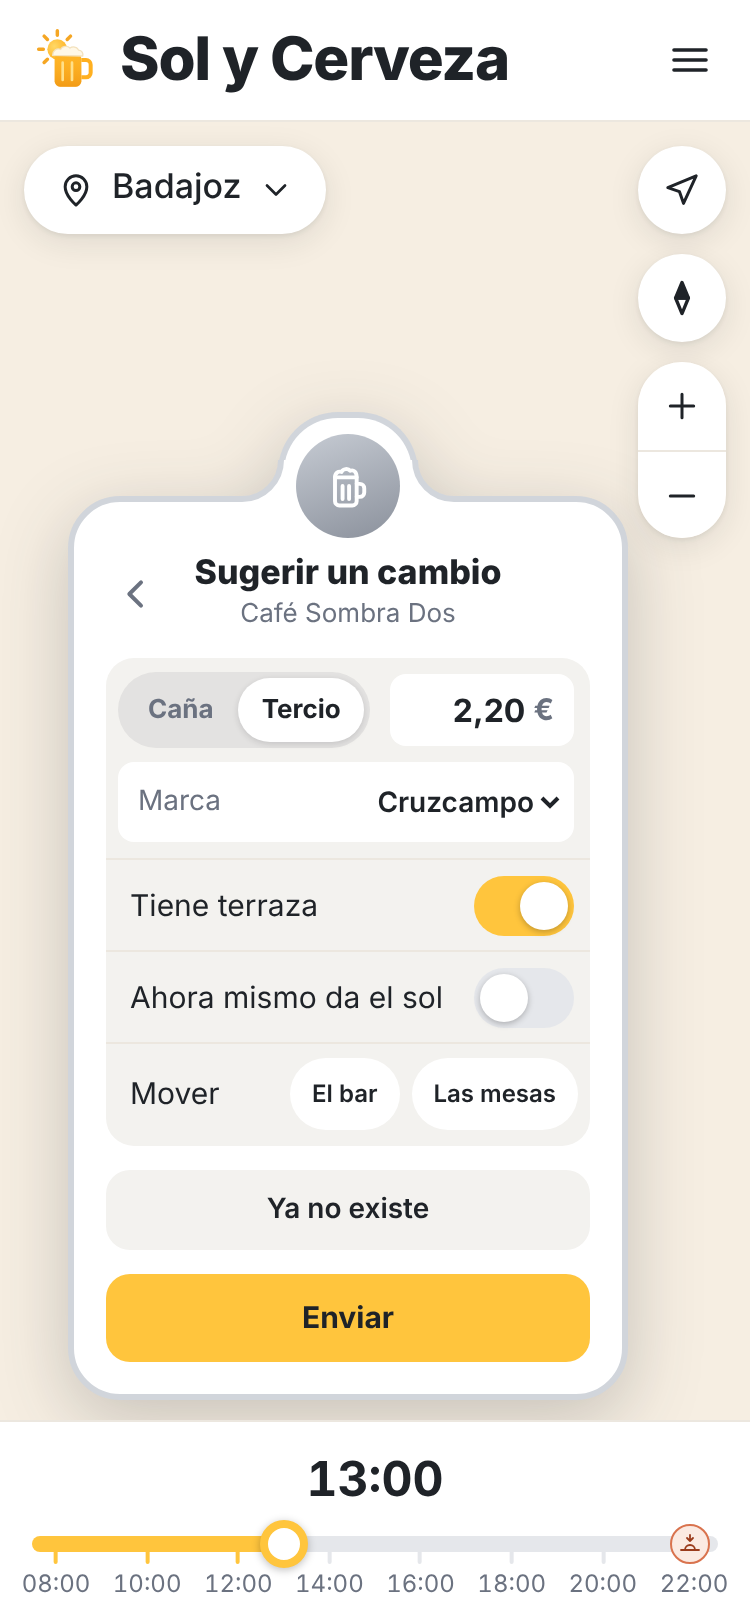 Sol y Cerveza
Badajoz
Sugerir un cambio
Café Sombra Dos
Caña Tercio 2,20 €
Marca Cruzcampo
Tiene terraza
Ahora mismo da el sol
Mover El bar Las mesas
Ya no existe
Enviar
13:00
08:00 10:00 12:00 14:00 16:00 18:00 20:00 22:00